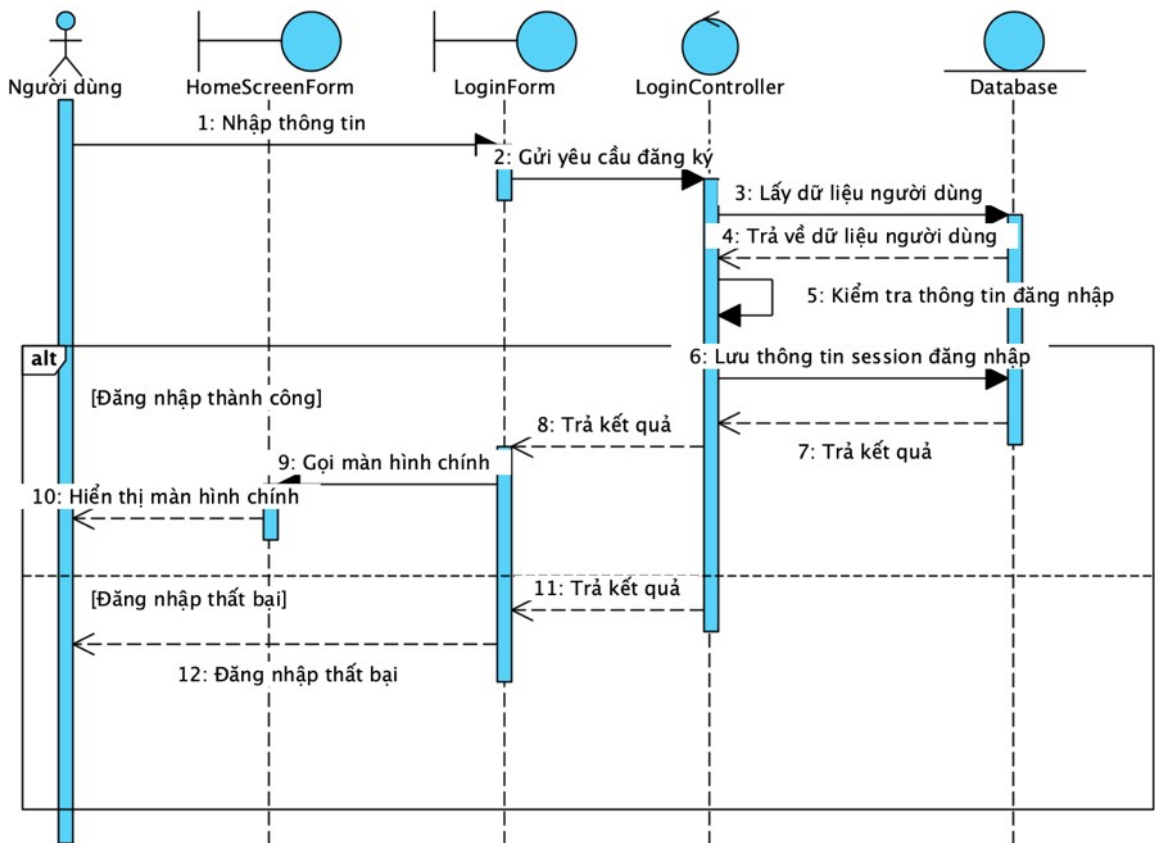 Người dùng
HomeScreenForm
LoginForm
LoginController
Database
1: Nhập thông tin
2: Gửi yêu cầu đăng ký
3: Lấy dữ liệu người dùng
4: Trả về dữ liệu người dùng
5: Kiểm tra thông tin đăng nhập
alt
6: Lưu thông tin session đăng nhập
[Đăng nhập thành công]
8: Trả kết quả
7: Trả kết quả
9: Gọi màn hình chính
10: Hiển thị màn hình chính
[Đăng nhập thất bại]
11: Trả kết quả
12: Đăng nhập thất bại